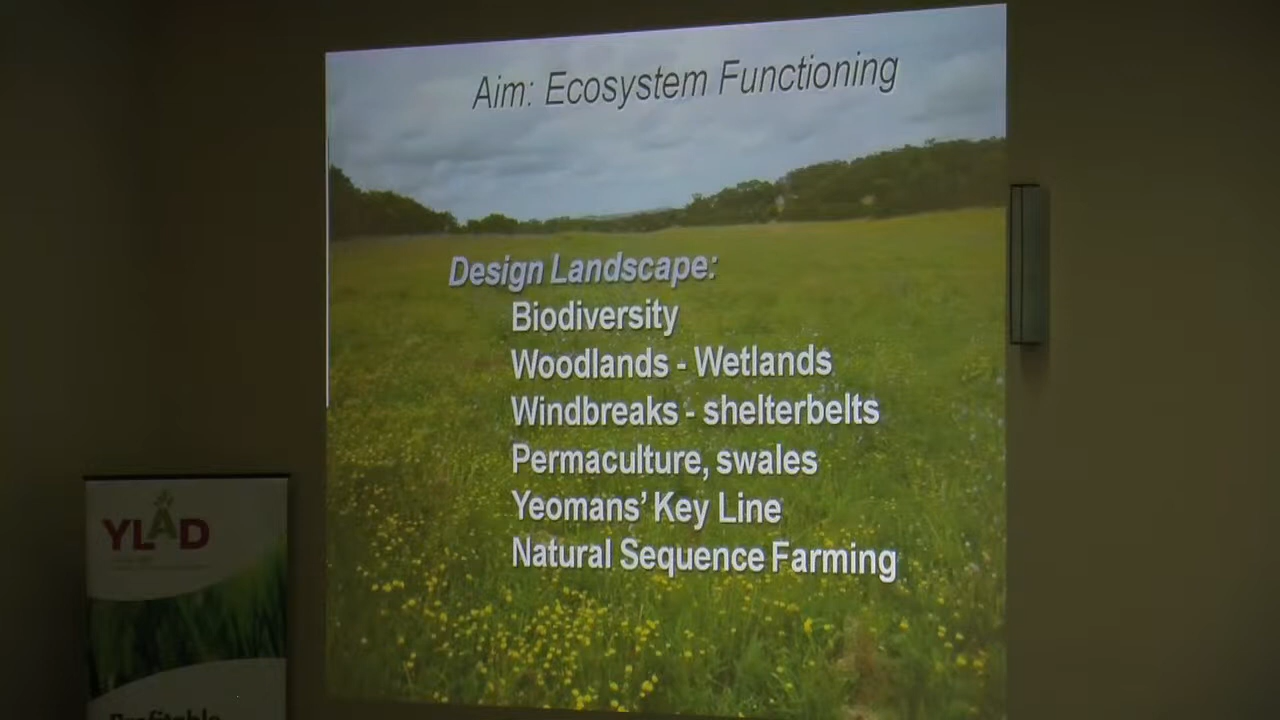 Aim: Ecosystem Functioning
Design Landscape:
Biodiversity
Woodlands - Wetlands
Windbreaks - shelterbelts
Permaculture, swales
Yeomans' Key Line
Natural Sequence Farming
YLAD
Profitable